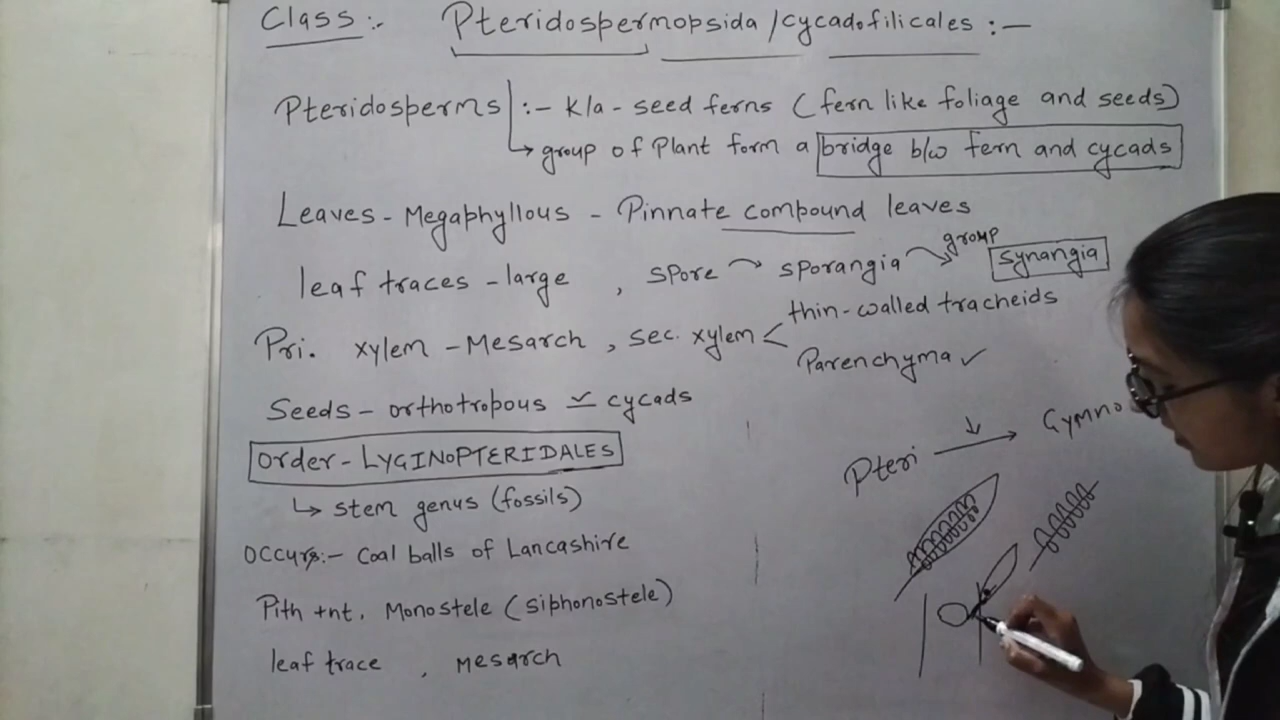 Class:-  Pteridospermopsida/cycadofilicales:-
Pteridosperms :- K/a - seed ferns (fern like foliage and seeds)
→ group of Plant form a bridge b/w fern and cycads
Leaves - Megaphyllous - Pinnate compound leaves
leaf traces - large , spore → sporangia → group synangia
Pri. xylem - Mesarch , sec. xylem < thin-walled tracheids
Parenchyma ✓
Seeds - orthotropous ≃ cycads
Order - LYGINOPTERIDALES
↳ stem genus (fossils)
Occurs:- Coal balls of Lancashire
Pith +nt. Monostele (siphonostele)
leaf trace , Mesarch
Pteri → Gymno